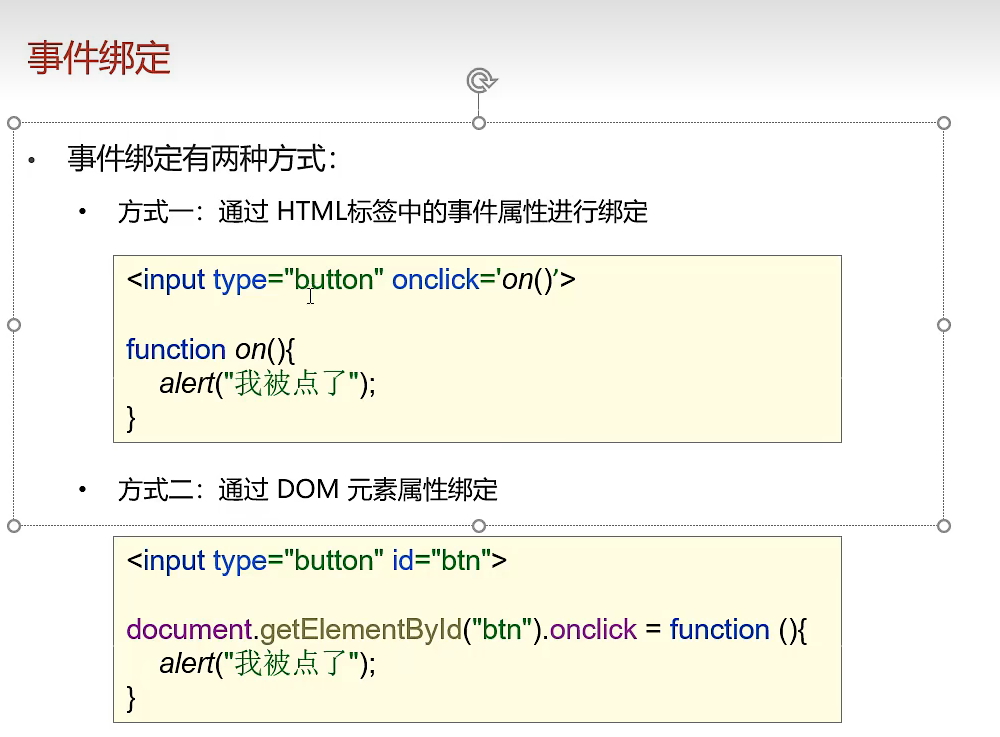 事件绑定
• 事件绑定有两种方式：
• 方式一：通过 HTML标签中的事件属性进行绑定
<input type="button" onclick='on()’>
function on(){
alert("我被点了");
}
• 方式二：通过 DOM 元素属性绑定
<input type="button" id="btn">
document.getElementById("btn").onclick = function (){
alert("我被点了");
}